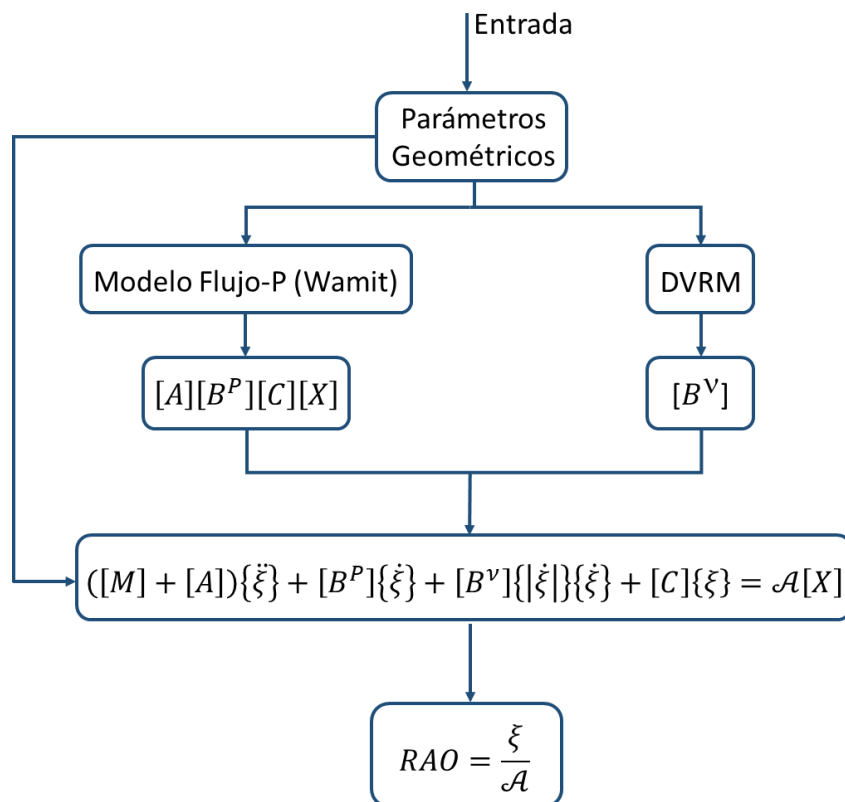 Entrada
Parámetros
Geométricos
Modelo Flujo-P (Wamit)
DVRM
[A][B^P][C][X]
[B^ν]
([M] + [A]){ξ̈} + [B^P]{ξ̇} + [B^ν]{|ξ̇|}{ξ̇} + [C]{ξ} = 𝒜[X]
RAO = ξ/𝒜